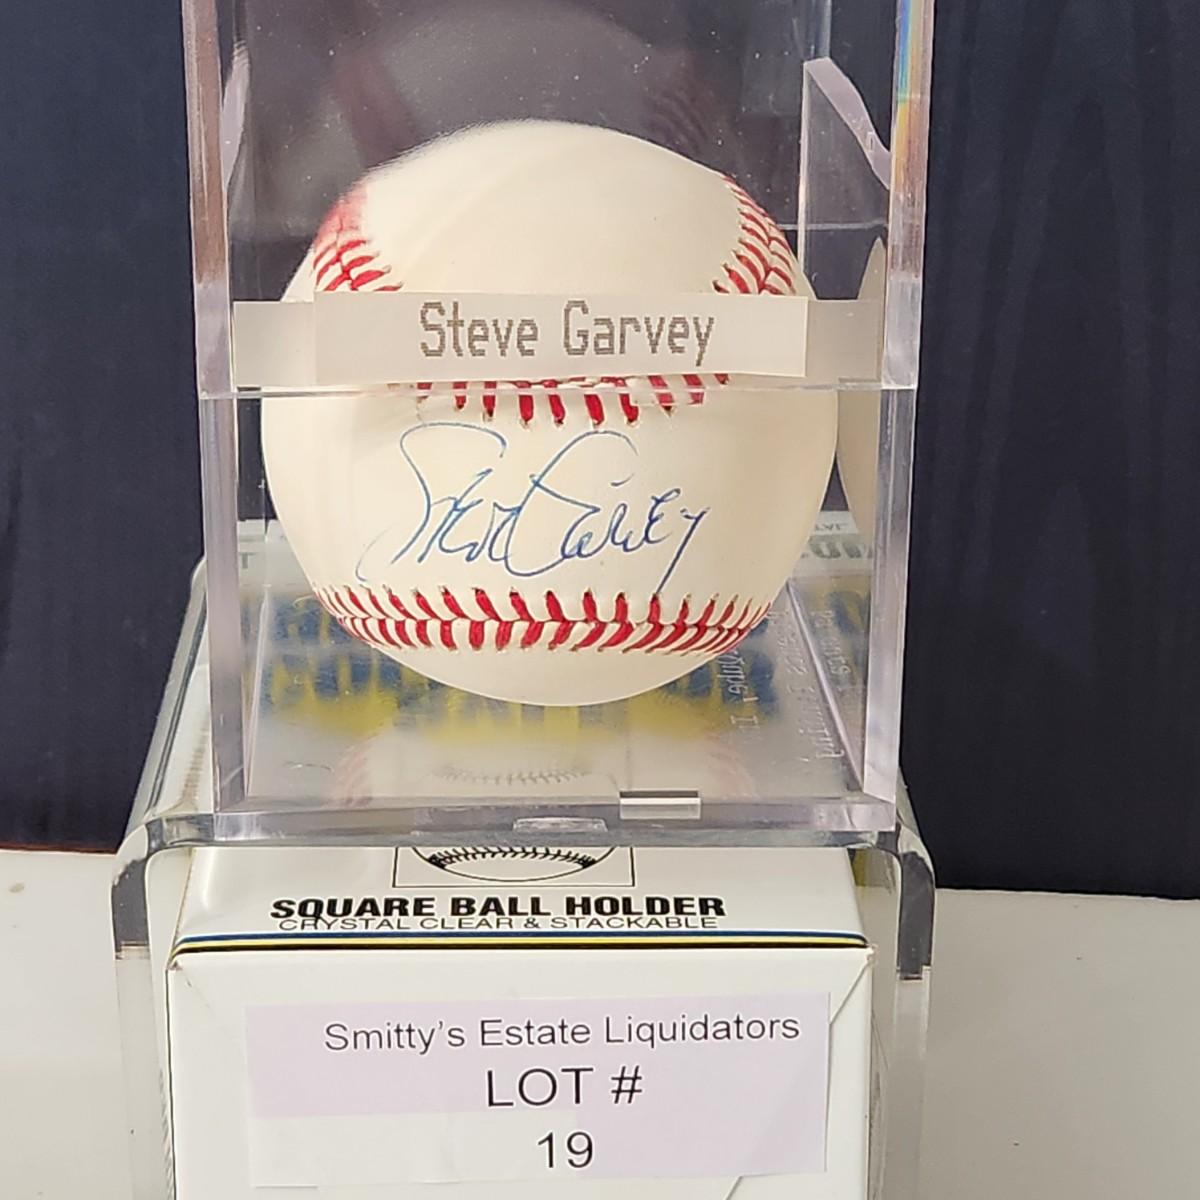 Steve Garvey
Steve Garvey
SQUARE BALL HOLDER
CRYSTAL CLEAR & STACKABLE
Smitty's Estate Liquidators
LOT #
19